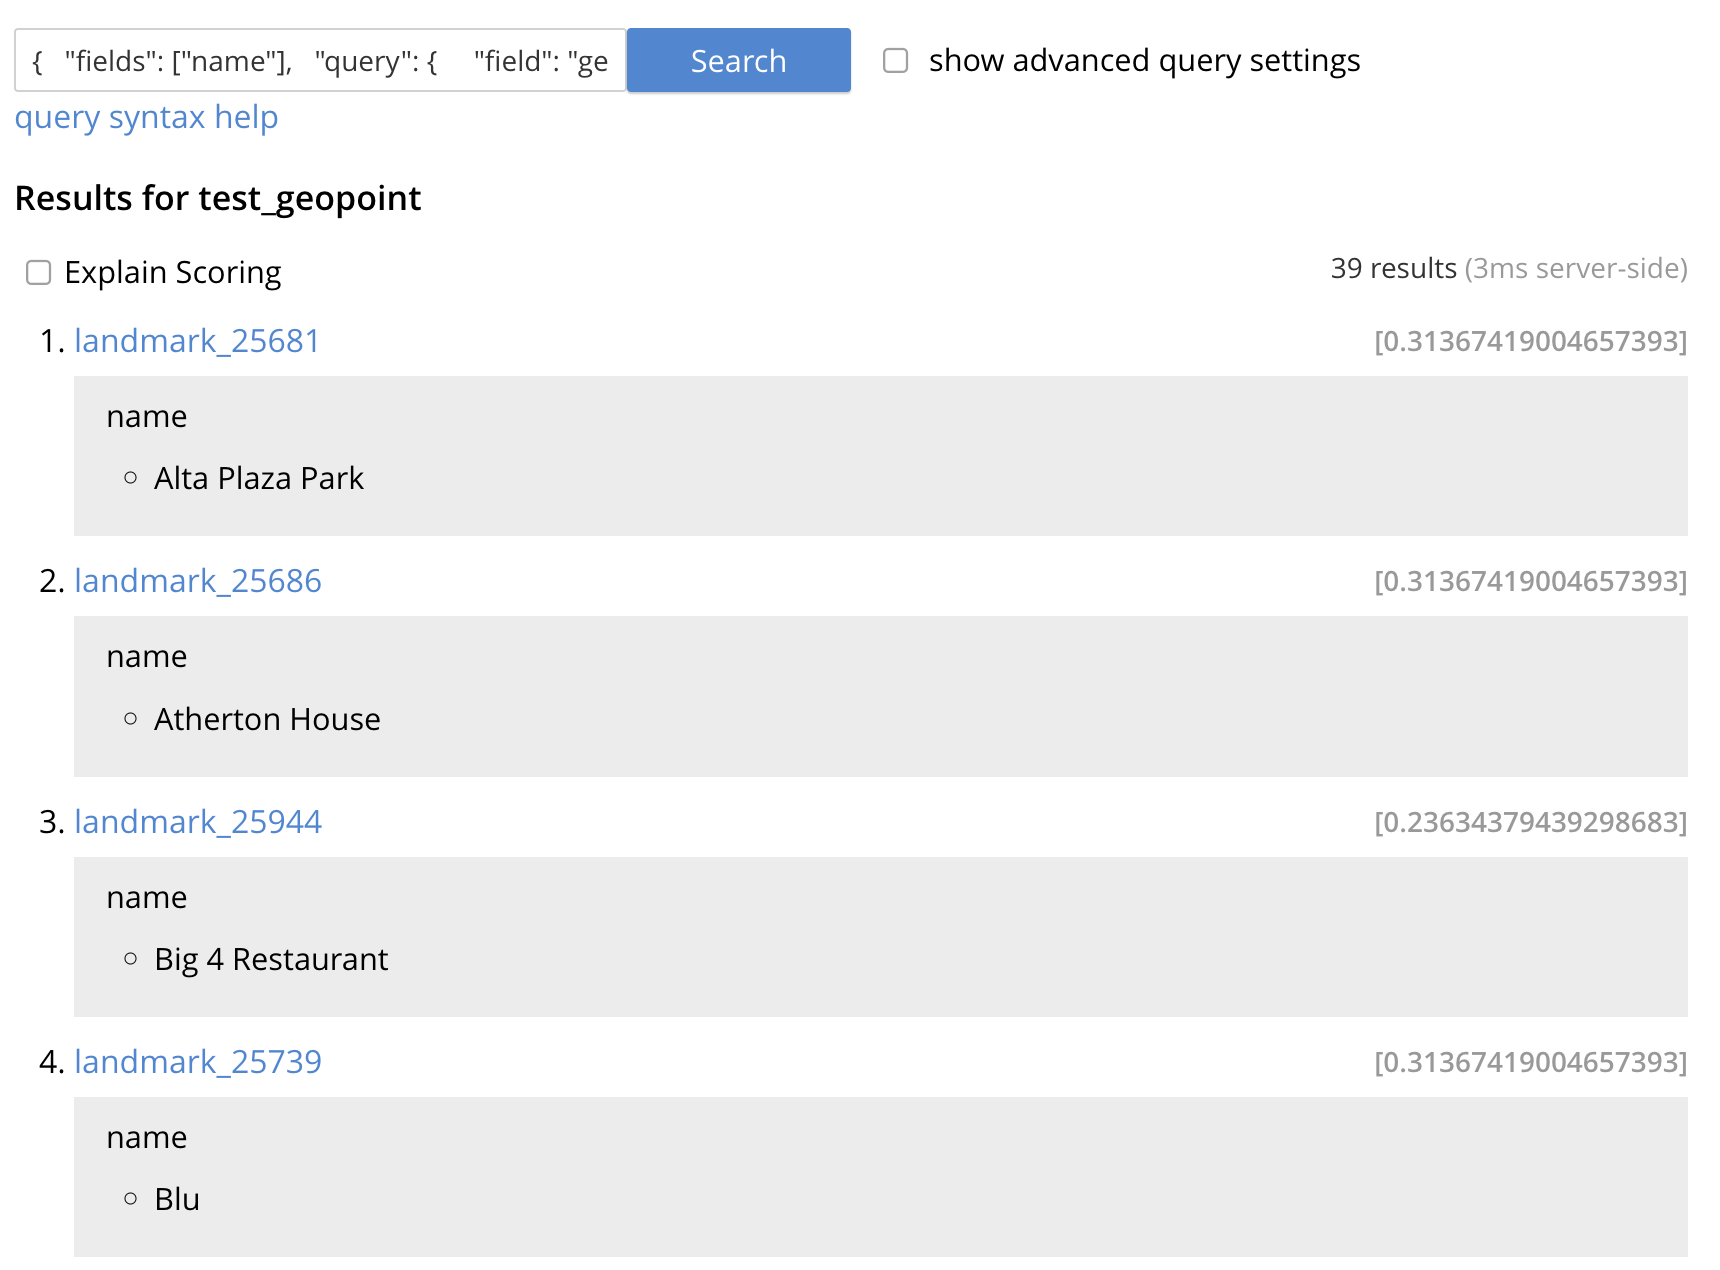 { "fields": ["name"], "query": { "field": "ge
Search
show advanced query settings
query syntax help
Results for test_geopoint
Explain Scoring
39 results (3ms server-side)
1. landmark_25681 [0.31367419004657393]
name
Alta Plaza Park
2. landmark_25686 [0.31367419004657393]
name
Atherton House
3. landmark_25944 [0.23634379439298683]
name
Big 4 Restaurant
4. landmark_25739 [0.31367419004657393]
name
Blu